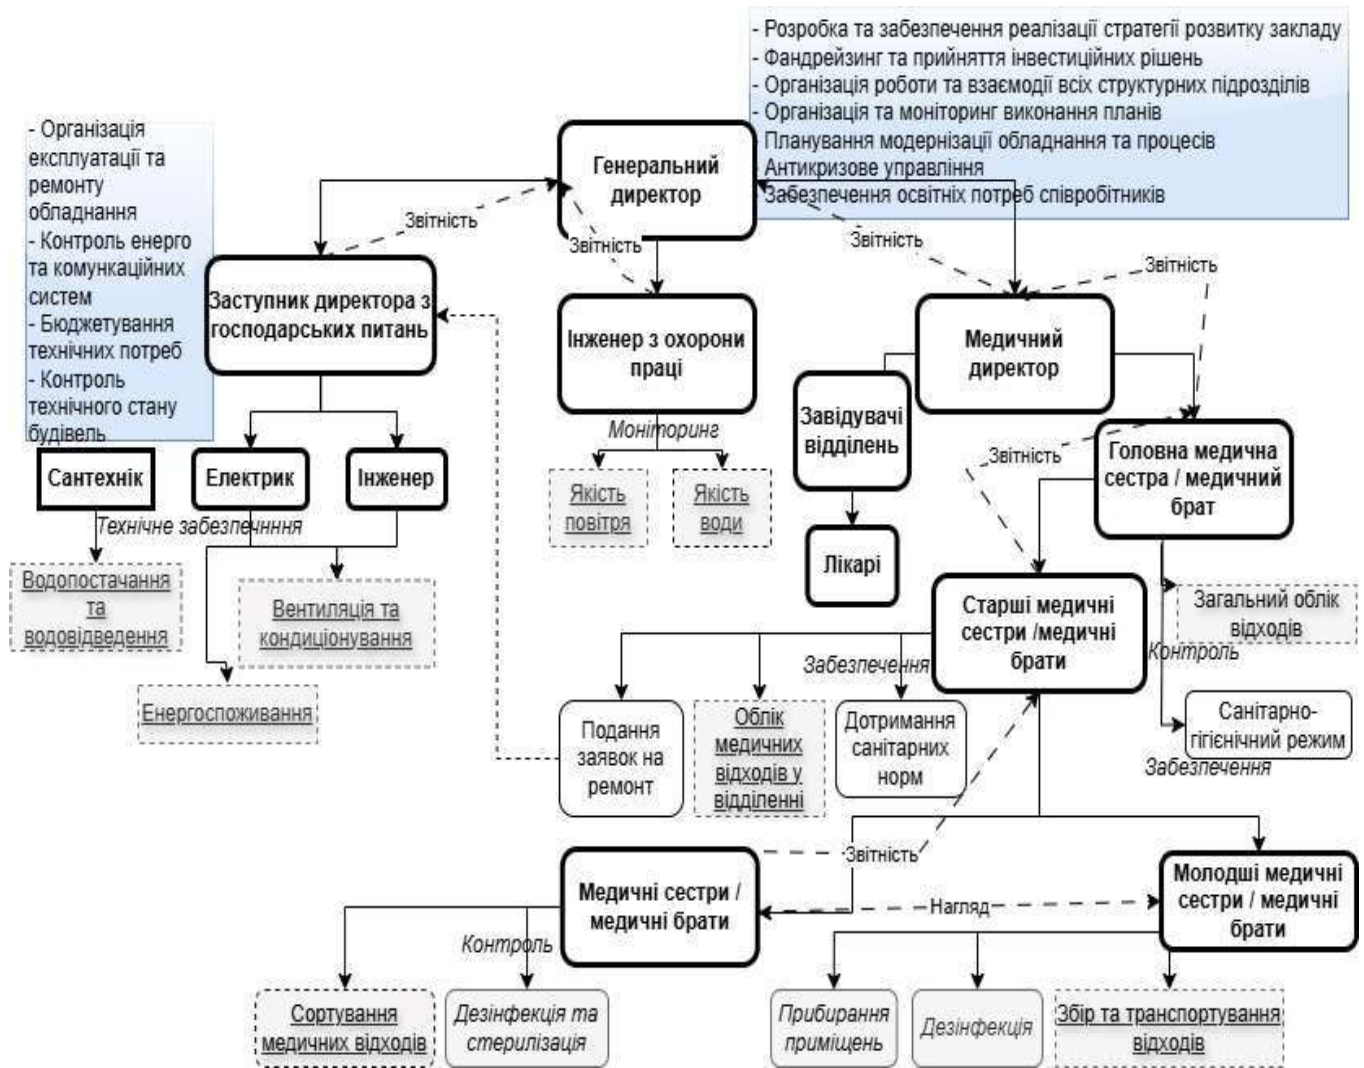 - Розробка та забезпечення реалізації стратегії розвитку закладу
- Фандрейзинг та прийняття інвестиційних рішень
- Організація роботи та взаємодії всіх структурних підрозділів
- Організація та моніторинг виконання планів
- Планування модернізації обладнання та процесів
- Антикризове управління
- Забезпечення освітніх потреб співробітників
- Організація
експлуатації та
ремонту
обладнання
- Контроль енерго
та комункаційних
систем
- Бюджетування
технічних потреб
- Контроль
технічного стану
будівель
Генеральний
директор
Звітність
Звітність
Звітність
Звітність
Заступник директора з
господарських питань
Інженер з охорони
праці
Медичний
директор
Завідувачі
відділень
Лікарі
Моніторинг
Якість
повітря
Якість
води
Сантехнік
Електрик
Інженер
Технічне забезпечнння
Водопостачання
та
водовідведення
Вентиляція та
кондиціонування
Енергоспоживання
Звітність
Головна медична
сестра / медичний
брат
Загальний облік
відходів
Контроль
Санітарно-
гігієнічний режим
Забезпечення
Старші медичні
сестри /медичні
брати
Забезпечення
Подання
заявок на
ремонт
Облік
медичних
відходів у
відділенні
Дотримання
санітарних
норм
Звітність
Медичні сестри /
медичні брати
Нагляд
Молодші медичні
сестри / медичні
брати
Контроль
Сортування
медичних відходів
Дезінфекція та
стерилізація
Прибирання
приміщень
Дезінфекція
Збір та транспортування
відходів